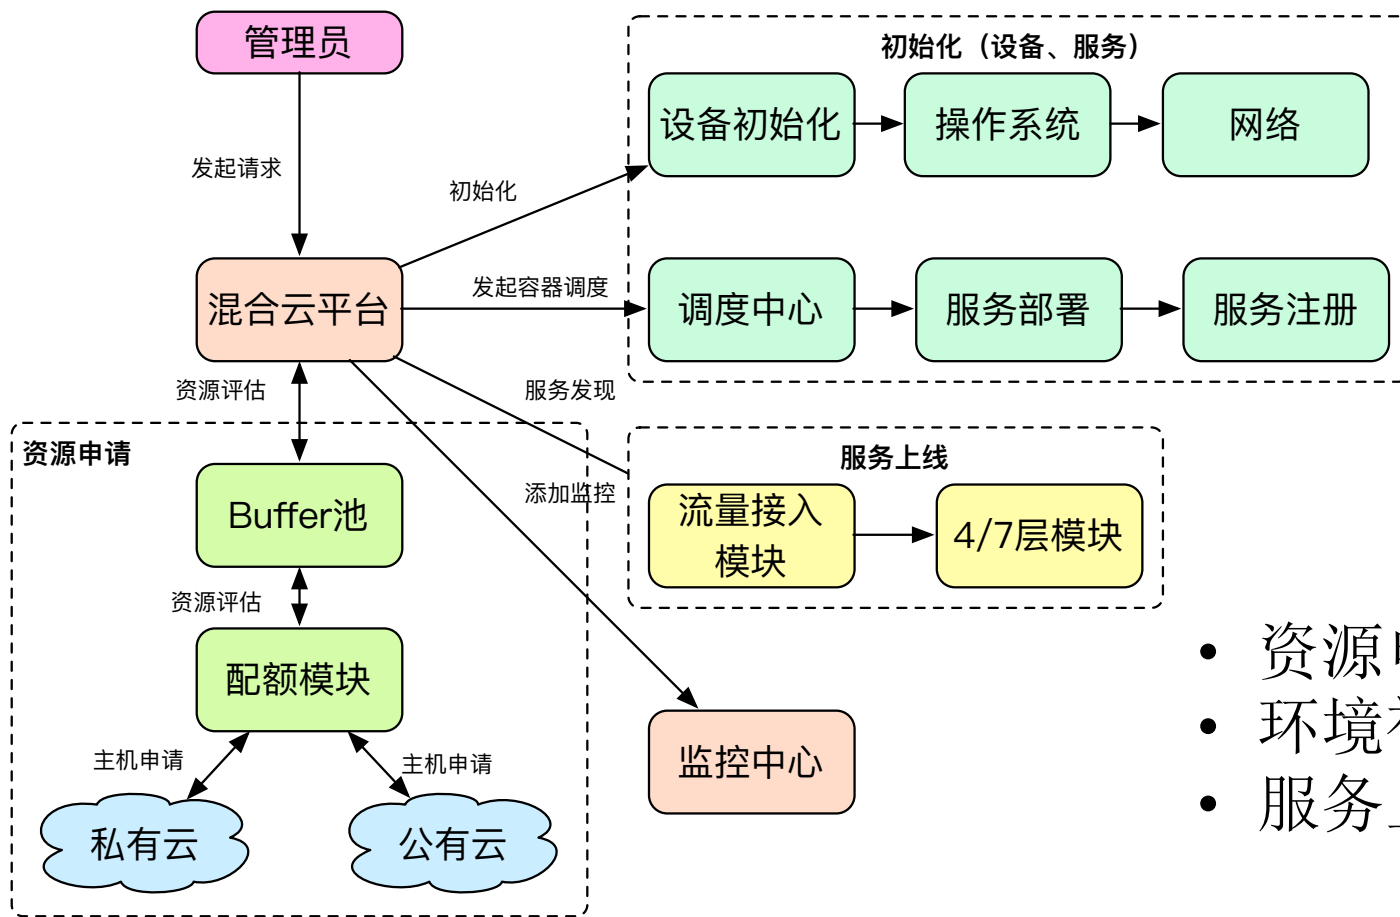 管理员
初始化（设备、服务）
设备初始化
操作系统
网络
发起请求
初始化
混合云平台
发起容器调度
调度中心
服务部署
服务注册
资源评估
服务发现
资源申请
服务上线
Buffer池
添加监控
流量接入
模块
4/7层模块
资源评估
配额模块
监控中心
主机申请
主机申请
私有云
公有云
• 资源
• 环境
• 服务